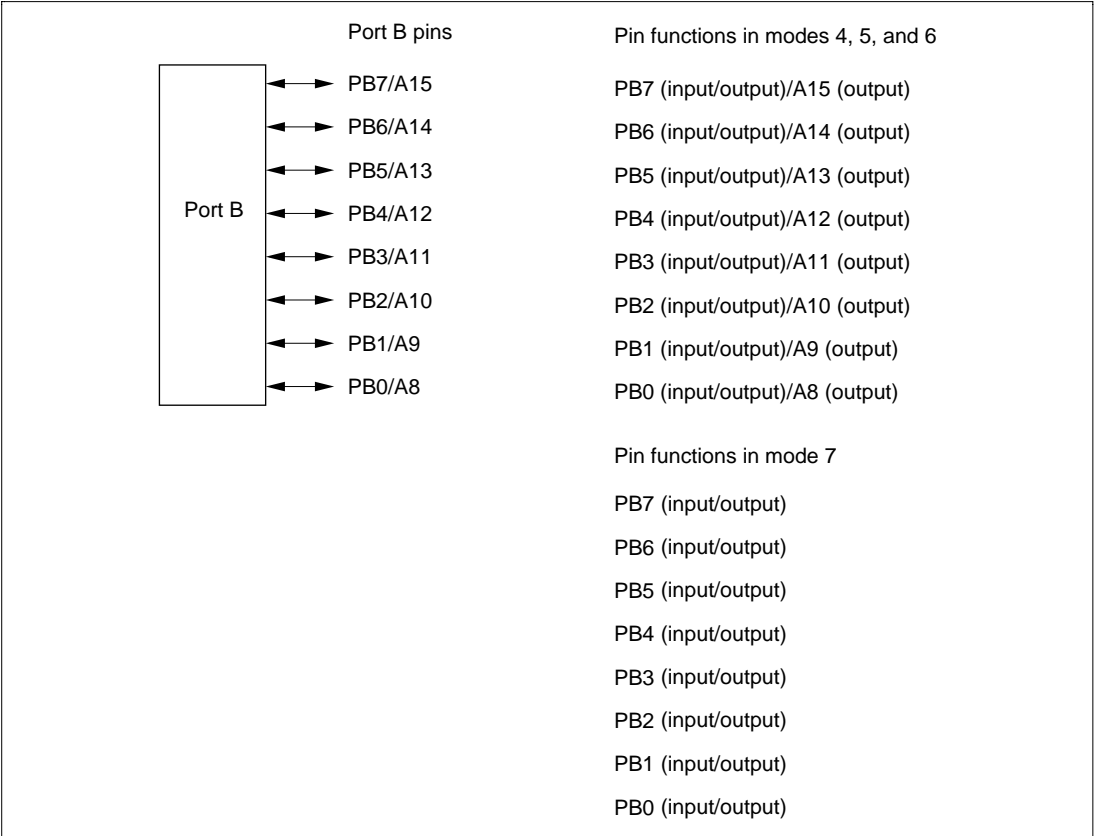 Port B pins
Port B
PB7/A15
PB6/A14
PB5/A13
PB4/A12
PB3/A11
PB2/A10
PB1/A9
PB0/A8
Pin functions in modes 4, 5, and 6
PB7 (input/output)/A15 (output)
PB6 (input/output)/A14 (output)
PB5 (input/output)/A13 (output)
PB4 (input/output)/A12 (output)
PB3 (input/output)/A11 (output)
PB2 (input/output)/A10 (output)
PB1 (input/output)/A9 (output)
PB0 (input/output)/A8 (output)
Pin functions in mode 7
PB7 (input/output)
PB6 (input/output)
PB5 (input/output)
PB4 (input/output)
PB3 (input/output)
PB2 (input/output)
PB1 (input/output)
PB0 (input/output)